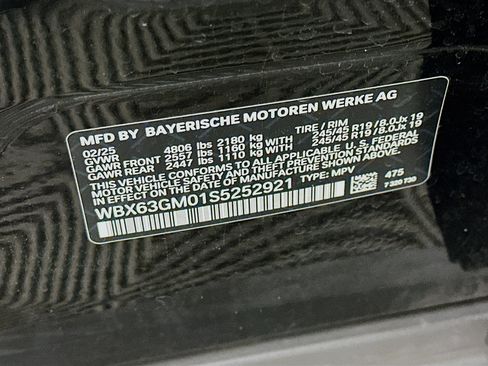 MFD BY BAYERISCHE MOTOREN WERKE AG
02/25 TIRE / RIM
GVWR 4806 lbs 2180 kg
GAWR FRONT 2557 lbs 1160 kg WITH 245/45 R19 /8.0Jx 19
GAWR REAR 2447 lbs 1110 kg WITH 245/45 R19 /8.0Jx 19
THIS VEHICLE CONFORMS TO ALL APPLICABLE U.S. FEDERAL
MOTOR VEHICLE SAFETY, BUMPER, AND THEFT PREVENTION STANDARDS
IN EFFECT ON THE DATE OF MANUFACTURE SHOWN ABOVE.
WBX63GM01S5252921 TYPE: MPV 475
7 320 730